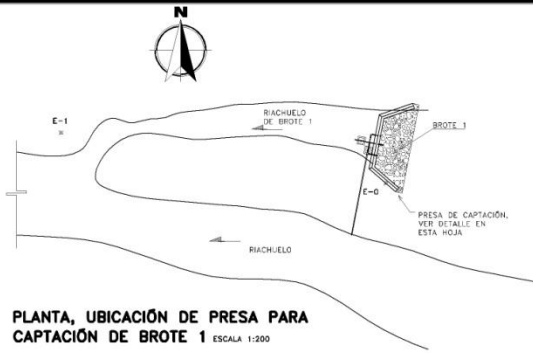 N
E-1
RIACHUELO
DE BROTE 1
BROTE 1
E-0
PRESA DE CAPTACIÓN,
VER DETALLE EN
ESTA HOJA
RIACHUELO
PLANTA, UBICACIÓN DE PRESA PARA
CAPTACIÓN DE BROTE 1 ESCALA 1:200